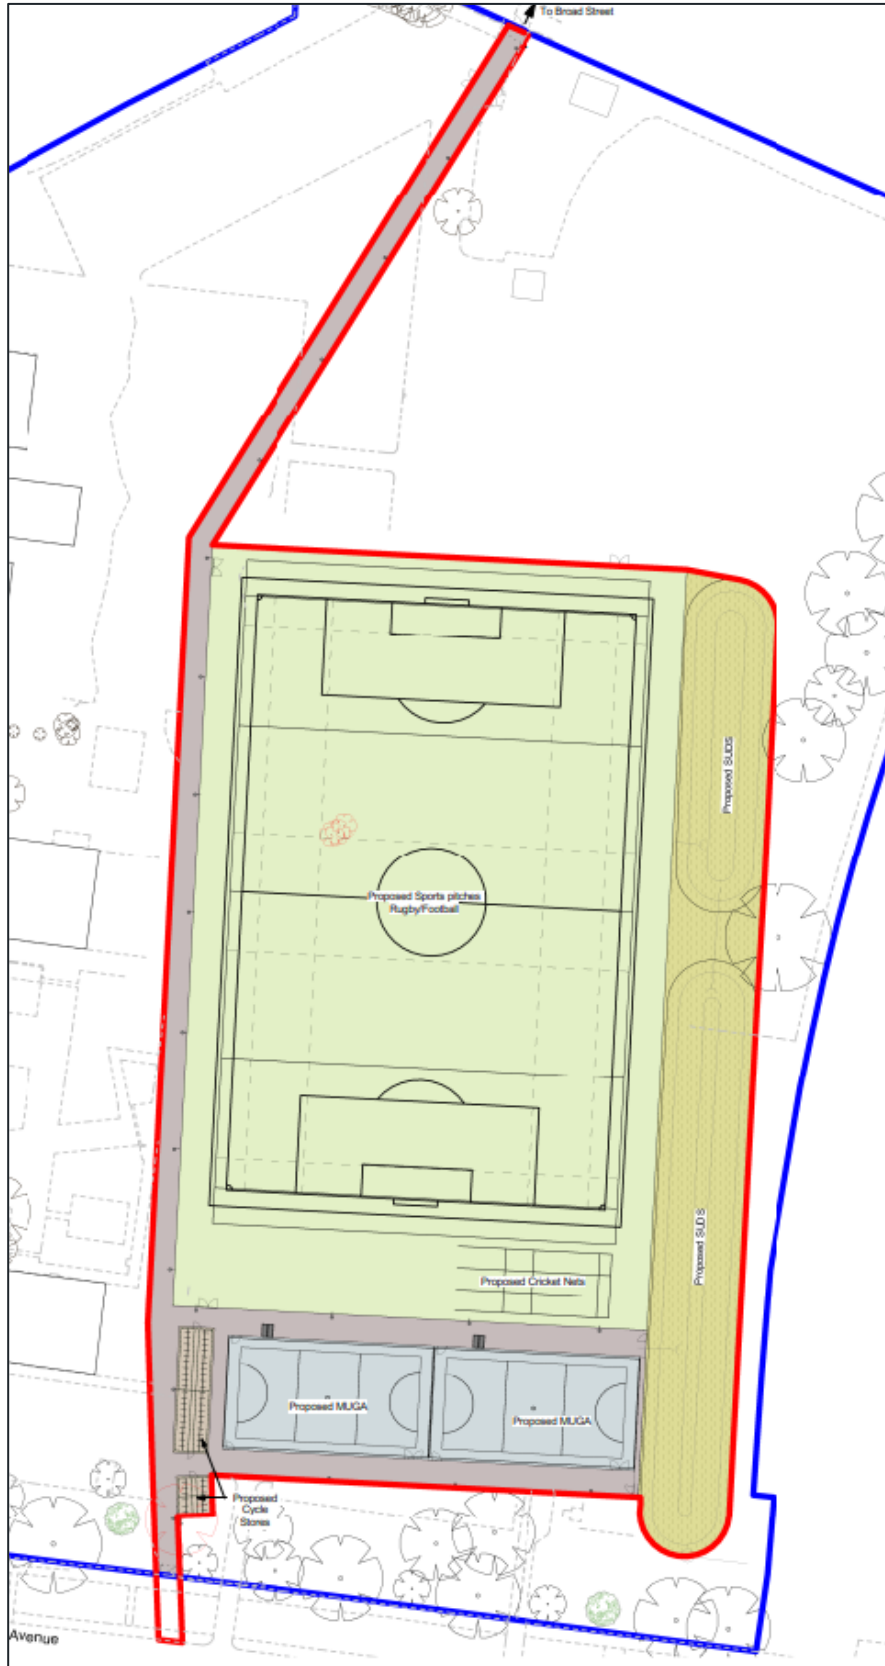 To Broad Street
Proposed SUDS
Proposed Sports pitches
Rugby/Football
Proposed SUDS
Proposed Cricket Nets
Proposed MUGA
Proposed MUGA
Proposed
Cycle
Stores
Avenue